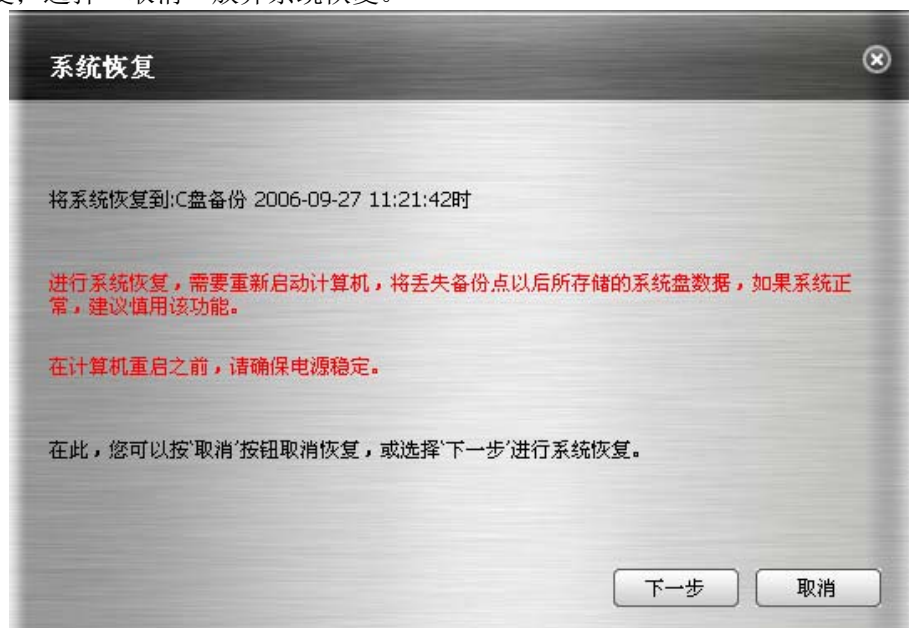 系统恢复
将系统恢复到:C盘备份 2006-09-27 11:21:42时
进行系统恢复，需要重新启动计算机，将丢失备份点以后所存储的系统盘数据，如果系统正
常，建议慎用该功能。
在计算机重启之前，请确保电源稳定。
在此，您可以按'取消'按钮取消恢复，或选择'下一步'进行系统恢复。
下一步 取消